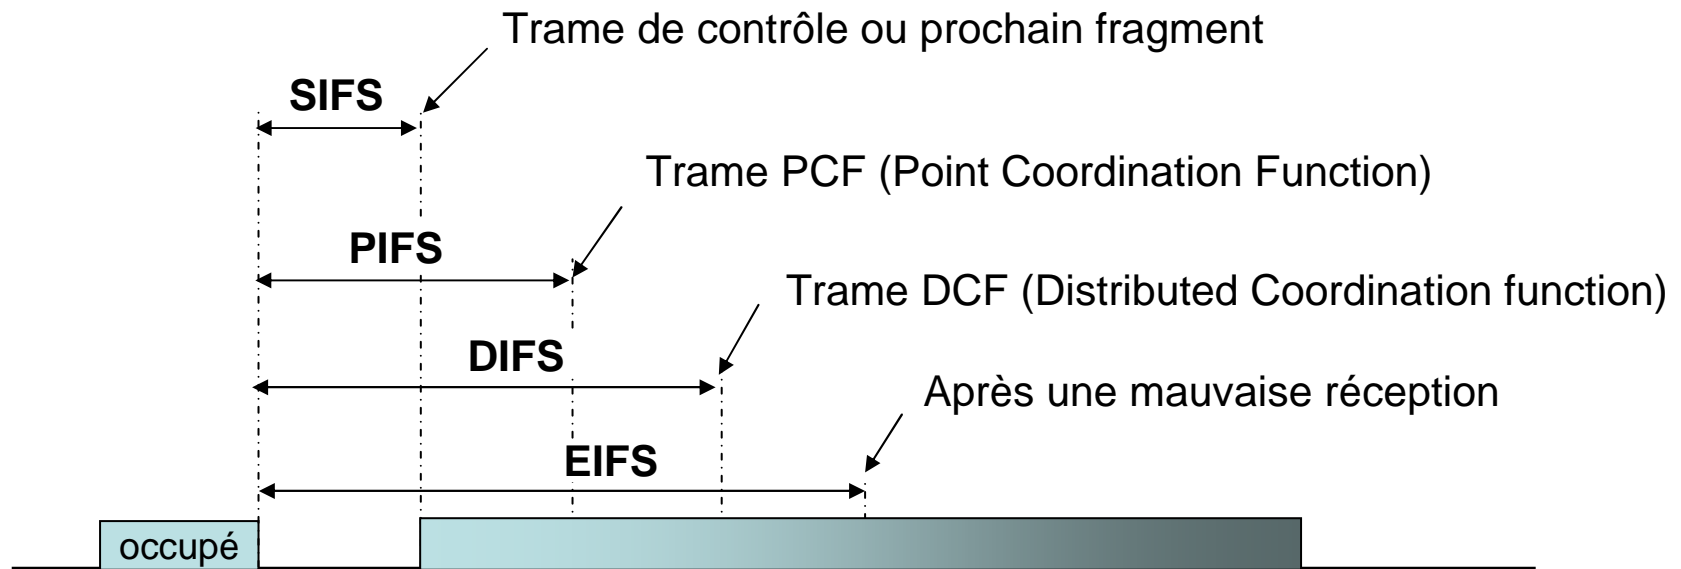 Trame de contrôle ou prochain fragment
SIFS
Trame PCF (Point Coordination Function)
PIFS
Trame DCF (Distributed Coordination function)
DIFS
Après une mauvaise réception
EIFS
occupé